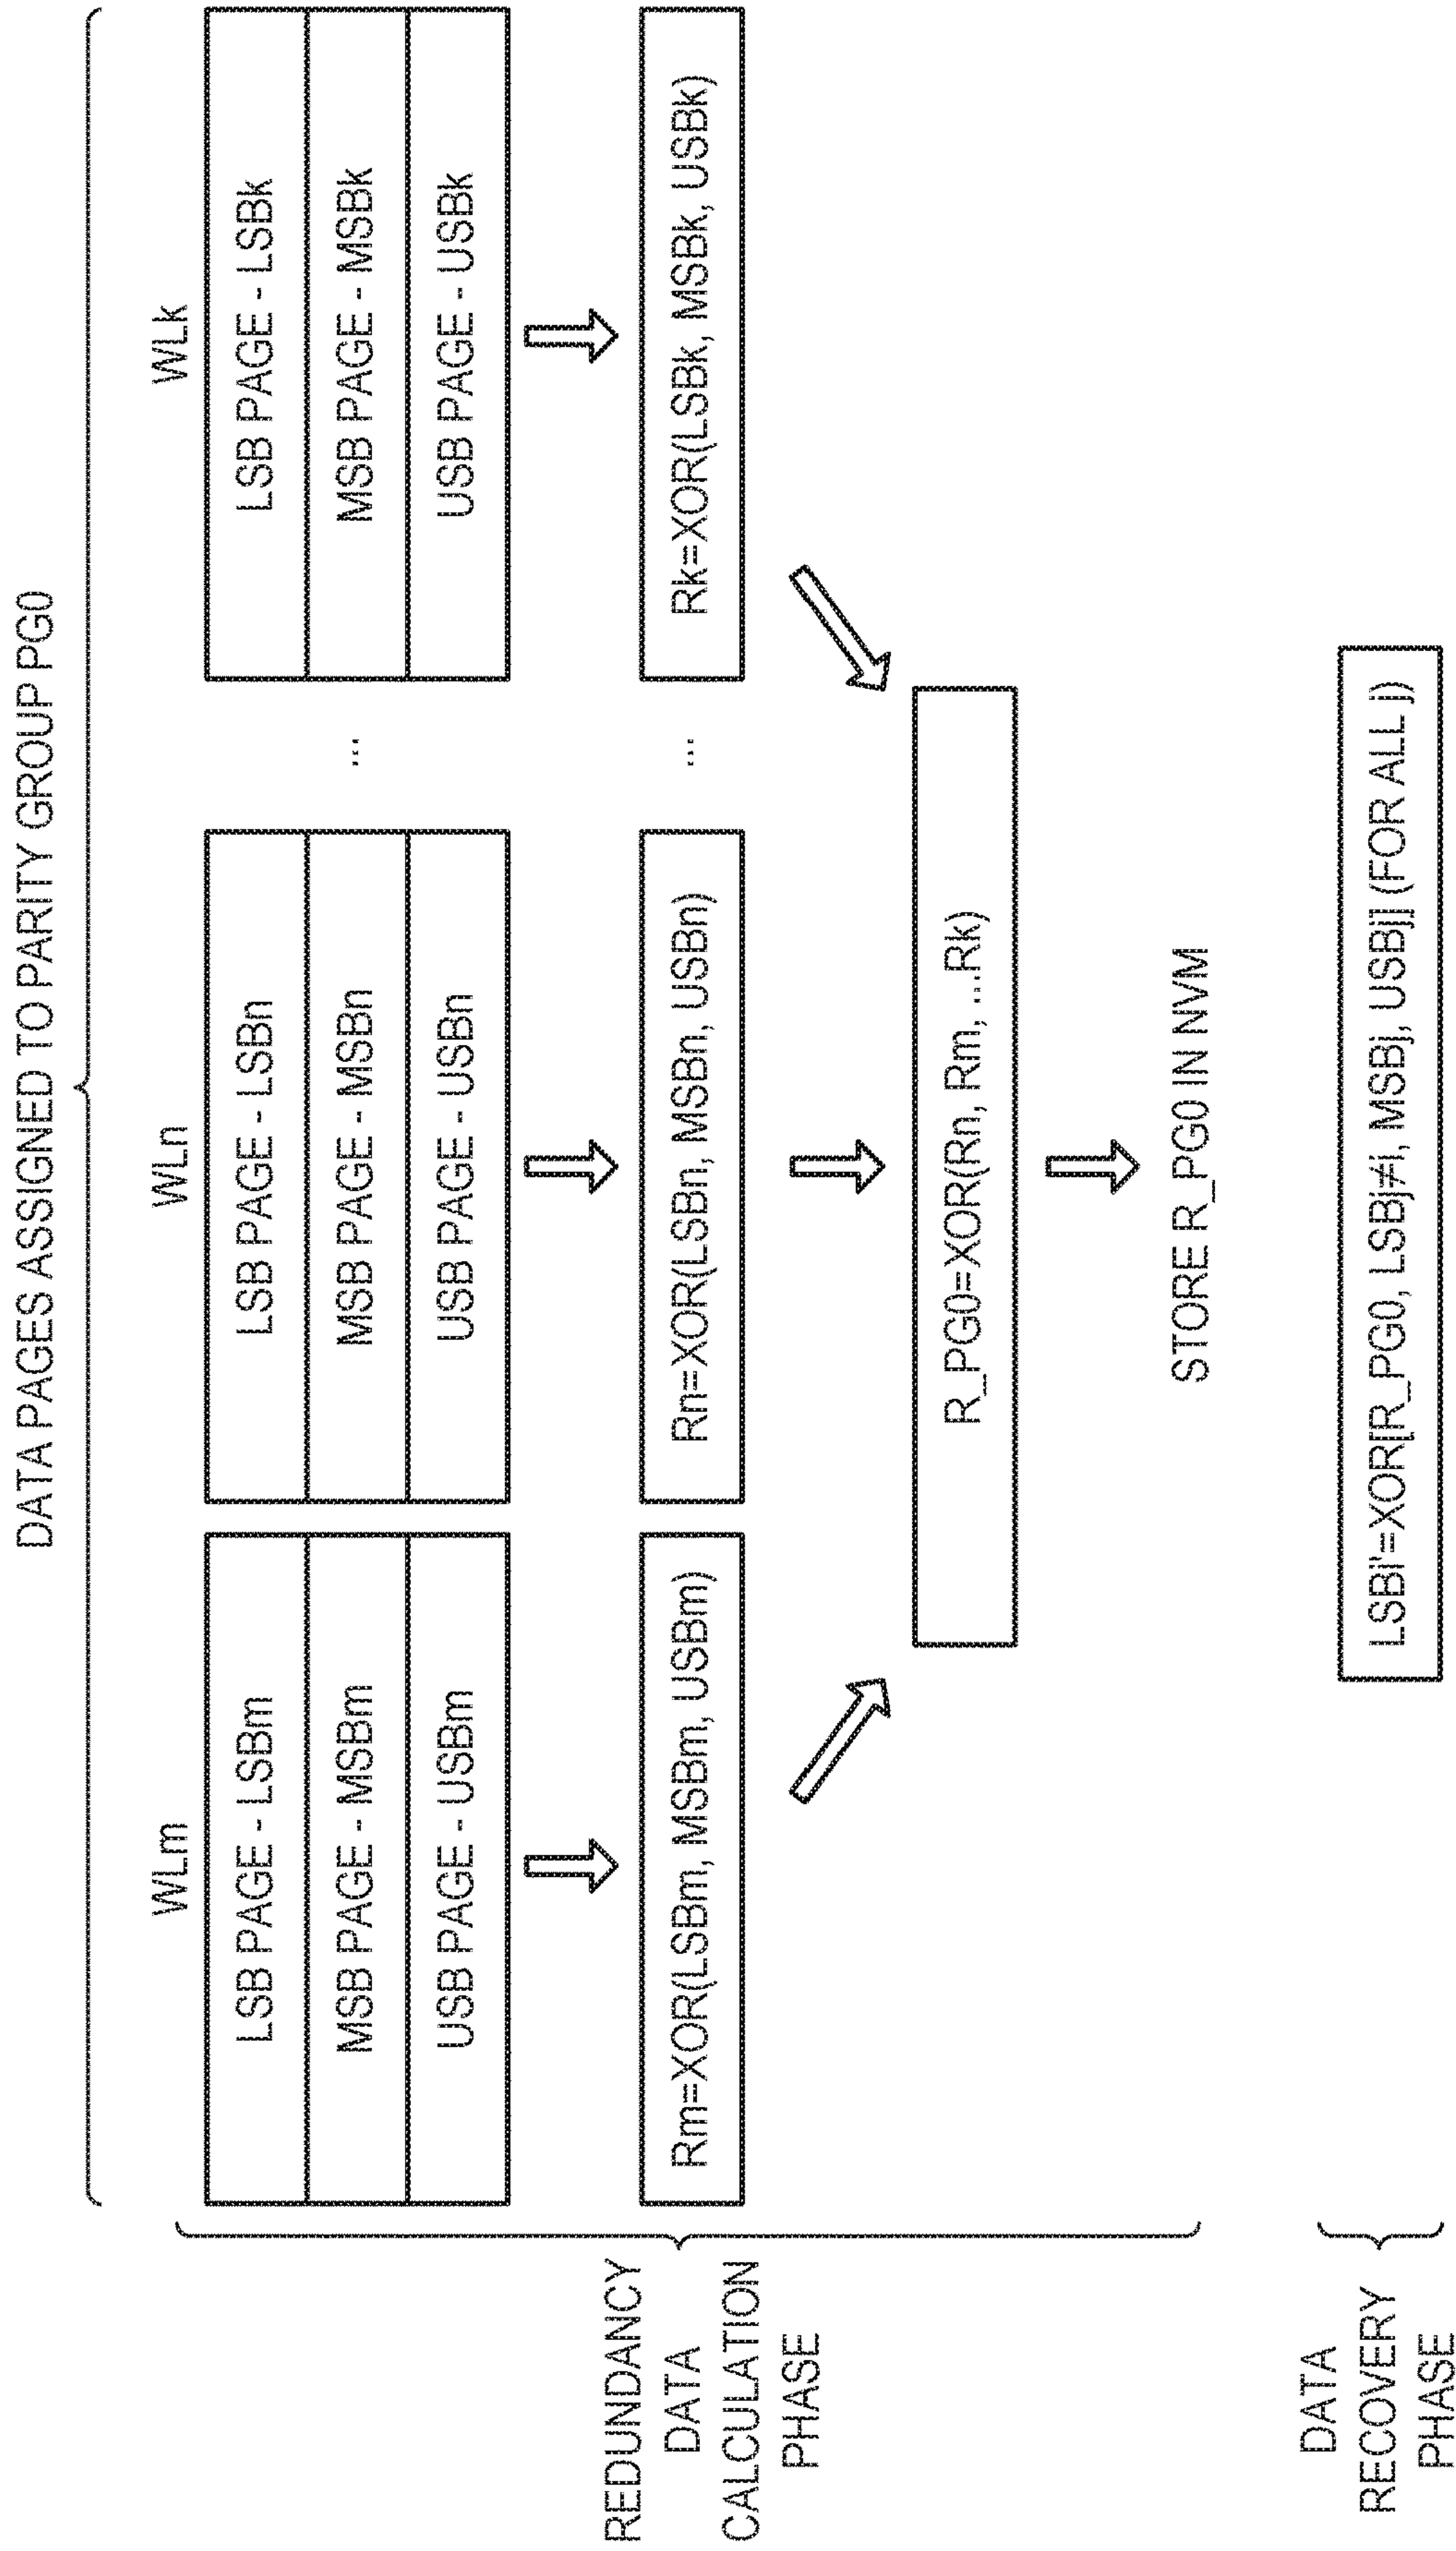 DATA PAGES ASSIGNED TO PARITY GROUP PG0
WLm
WLn
WLk
LSB PAGE - LSBm
LSB PAGE - LSBn
LSB PAGE - LSBk
MSB PAGE - MSBm
MSB PAGE - MSBn
...
MSB PAGE - MSBk
USB PAGE - USBm
USB PAGE - USBn
USB PAGE - USBk
REDUNDANCY
DATA
CALCULATION
PHASE
Rm=XOR(LSBm, MSBm, USBm)
Rn=XOR(LSBn, MSBn, USBn)
...
Rk=XOR(LSBk, MSBk, USBk)
R_PG0=XOR(Rn, Rm, ...Rk)
STORE R_PG0 IN NVM
DATA
RECOVERY
PHASE
LSBi'=XOR[R_PG0, LSBj≠i, MSBj, USBj] (FOR ALL j)